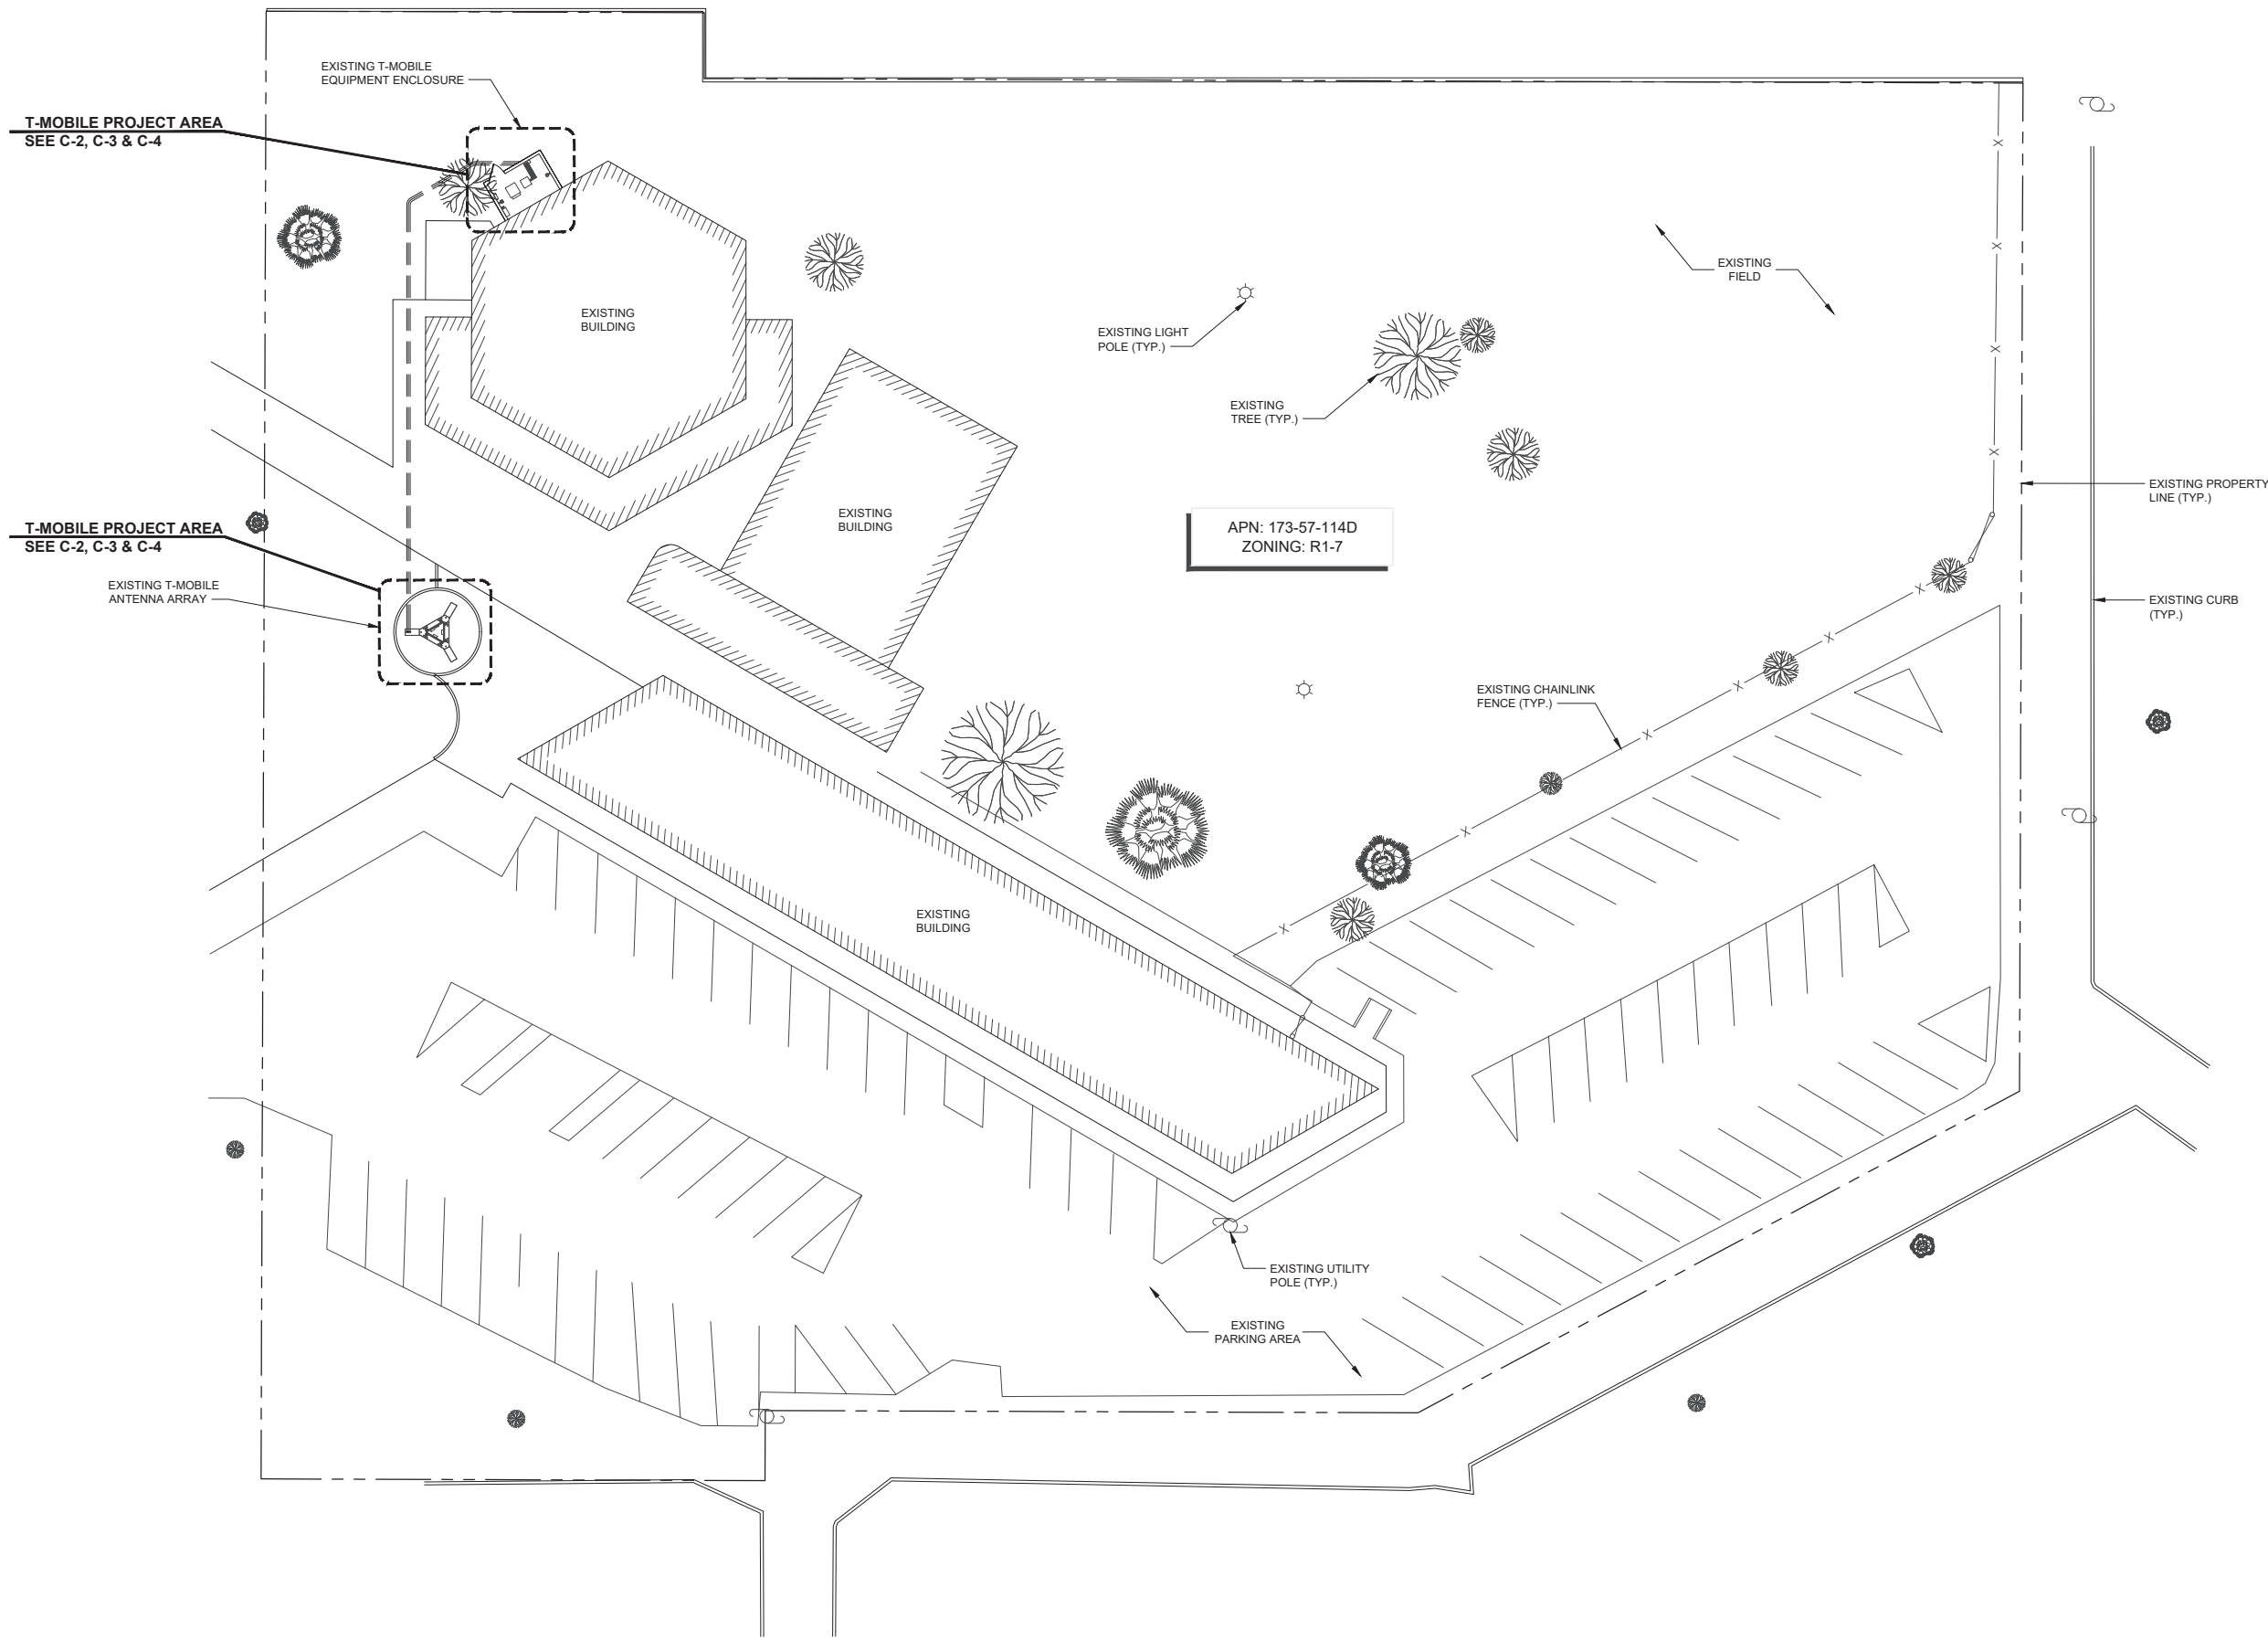 EXISTING T-MOBILE
EQUIPMENT ENCLOSURE
T-MOBILE PROJECT AREA
SEE C-2, C-3 & C-4
EXISTING
FIELD
EXISTING
BUILDING
EXISTING LIGHT
POLE (TYP.)
EXISTING
TREE (TYP.)
EXISTING PROPERTY
LINE (TYP.)
EXISTING
BUILDING
APN: 173-57-114D
ZONING: R1-7
T-MOBILE PROJECT AREA
SEE C-2, C-3 & C-4
EXISTING T-MOBILE
ANTENNA ARRAY
EXISTING CURB
(TYP.)
EXISTING CHAINLINK
FENCE (TYP.)
EXISTING
BUILDING
EXISTING UTILITY
POLE (TYP.)
EXISTING
PARKING AREA